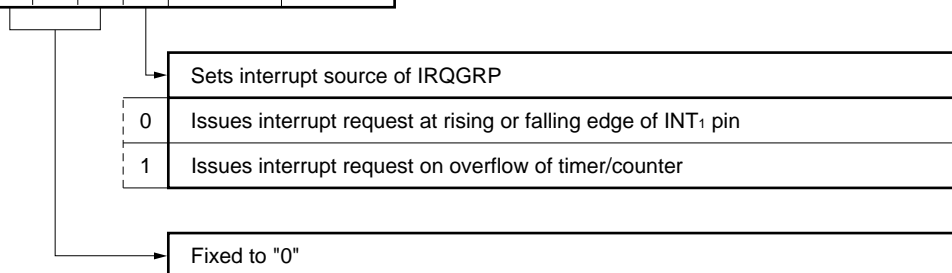 Sets interrupt source of IRQGRP
0 Issues interrupt request at rising or falling edge of INT₁ pin
1 Issues interrupt request on overflow of timer/counter
Fixed to "0"